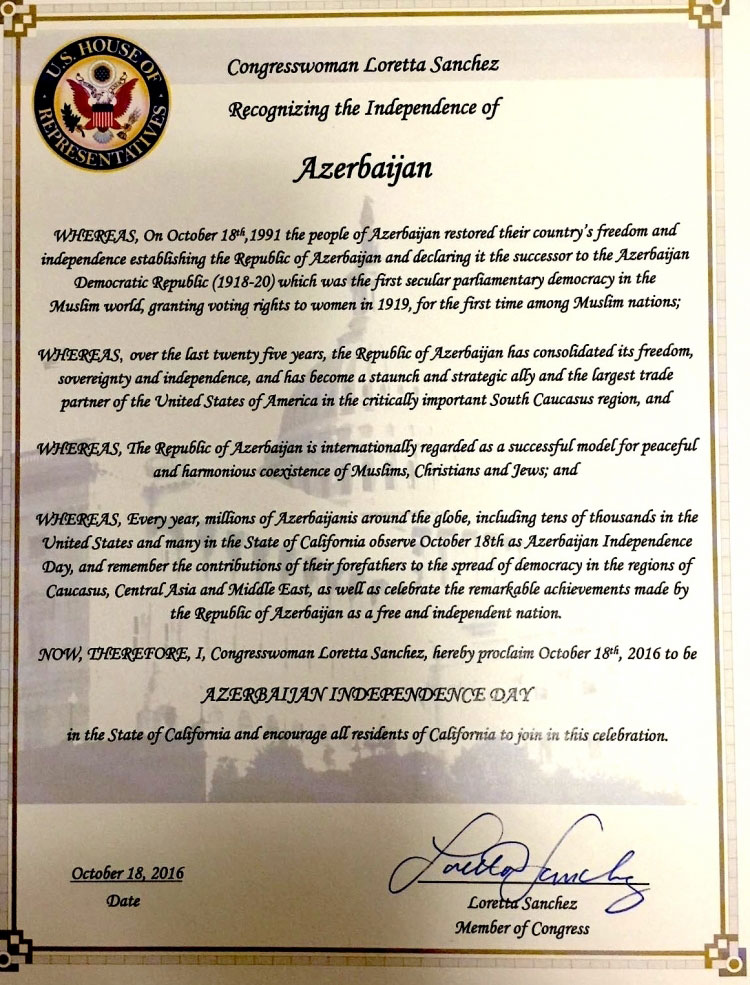 U.S. HOUSE OF
REPRESENTATIVES
Congresswoman Loretta Sanchez
Recognizing the Independence of
Azerbaijan
WHEREAS, On October 18th,1991 the people of Azerbaijan restored their country's freedom and
independence establishing the Republic of Azerbaijan and declaring it the successor to the Azerbaijan
Democratic Republic (1918-20) which was the first secular parliamentary democracy in the
Muslim world, granting voting rights to women in 1919, for the first time among Muslim nations;
WHEREAS, over the last twenty five years, the Republic of Azerbaijan has consolidated its freedom,
sovereignty and independence, and has become a staunch and strategic ally and the largest trade
partner of the United States of America in the critically important South Caucasus region, and
WHEREAS, The Republic of Azerbaijan is internationally regarded as a successful model for peaceful
and harmonious coexistence of Muslims, Christians and Jews; and
WHEREAS, Every year, millions of Azerbaijanis around the globe, including tens of thousands in the
United States and many in the State of California observe October 18th as Azerbaijan Independence
Day, and remember the contributions of their forefathers to the spread of democracy in the regions of
Caucasus, Central Asia and Middle East, as well as celebrate the remarkable achievements made by
the Republic of Azerbaijan as a free and independent nation.
NOW, THEREFORE, I, Congresswoman Loretta Sanchez, hereby proclaim October 18th, 2016 to be
AZERBAIJAN INDEPENDENCE DAY
in the State of California and encourage all residents of California to join in this celebration.
October 18, 2016
Date
Loretta Sanchez
Loretta Sanchez
Member of Congress